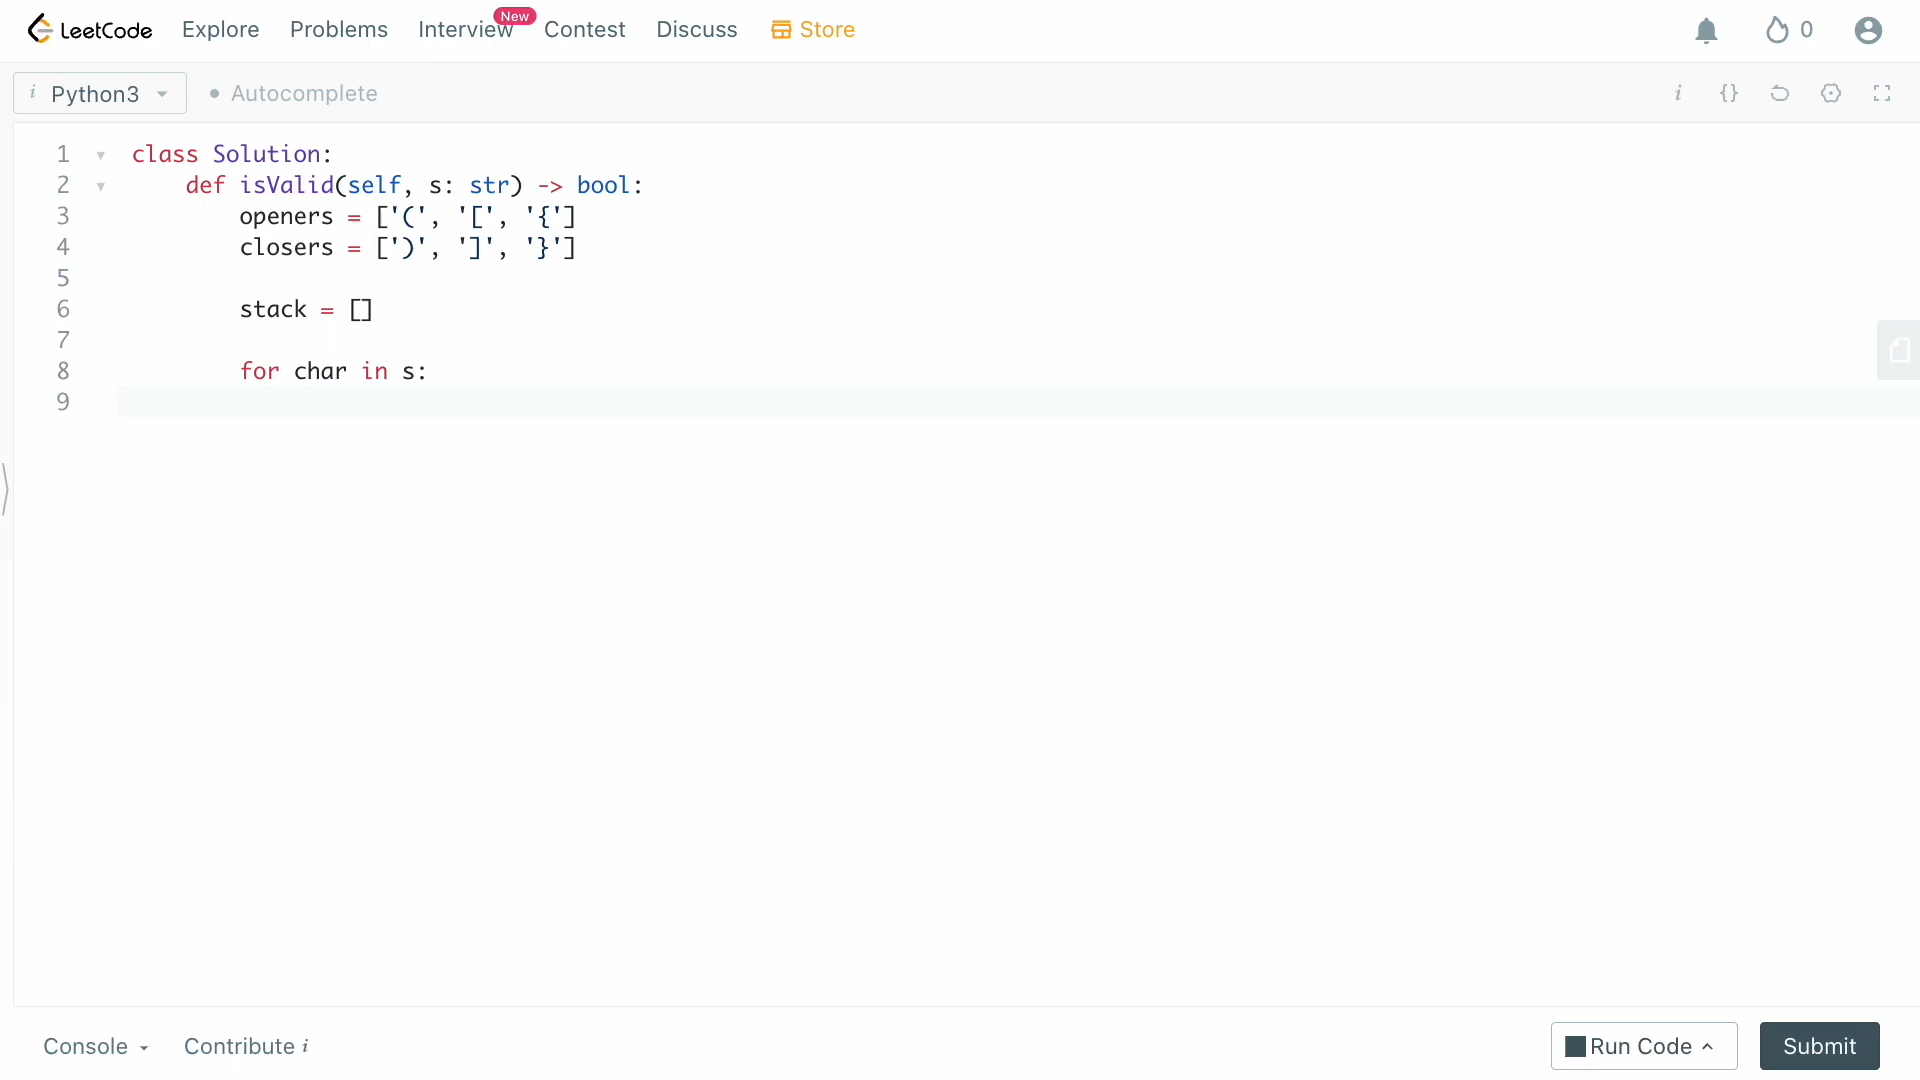 LeetCode Explore Problems Interview New Contest Discuss Store 0
i Python3 Autocomplete i {}
1 class Solution:
2 def isValid(self, s: str) -> bool:
3 openers = ['(', '[', '{']
4 closers = [')', ']', '}']
5
6 stack = []
7
8 for char in s:
9
Console Contribute i Run Code Submit